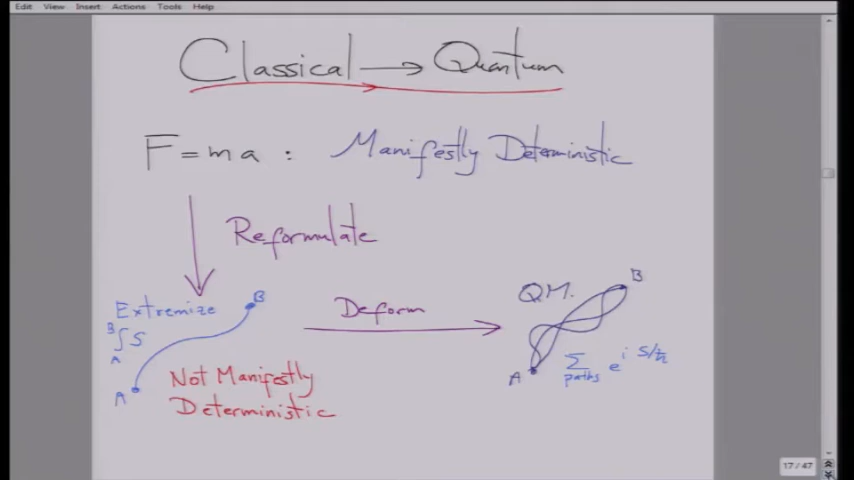 Edit View Insert Actions Tools Help
Classical → Quantum
F = ma : Manifestly Deterministic
Reformulate
Extremize
B
∫ S
A
A
B
Not Manifestly
Deterministic
Deform
QM.
B
A
∑ e^{i S/ℏ}
paths
17 / 47